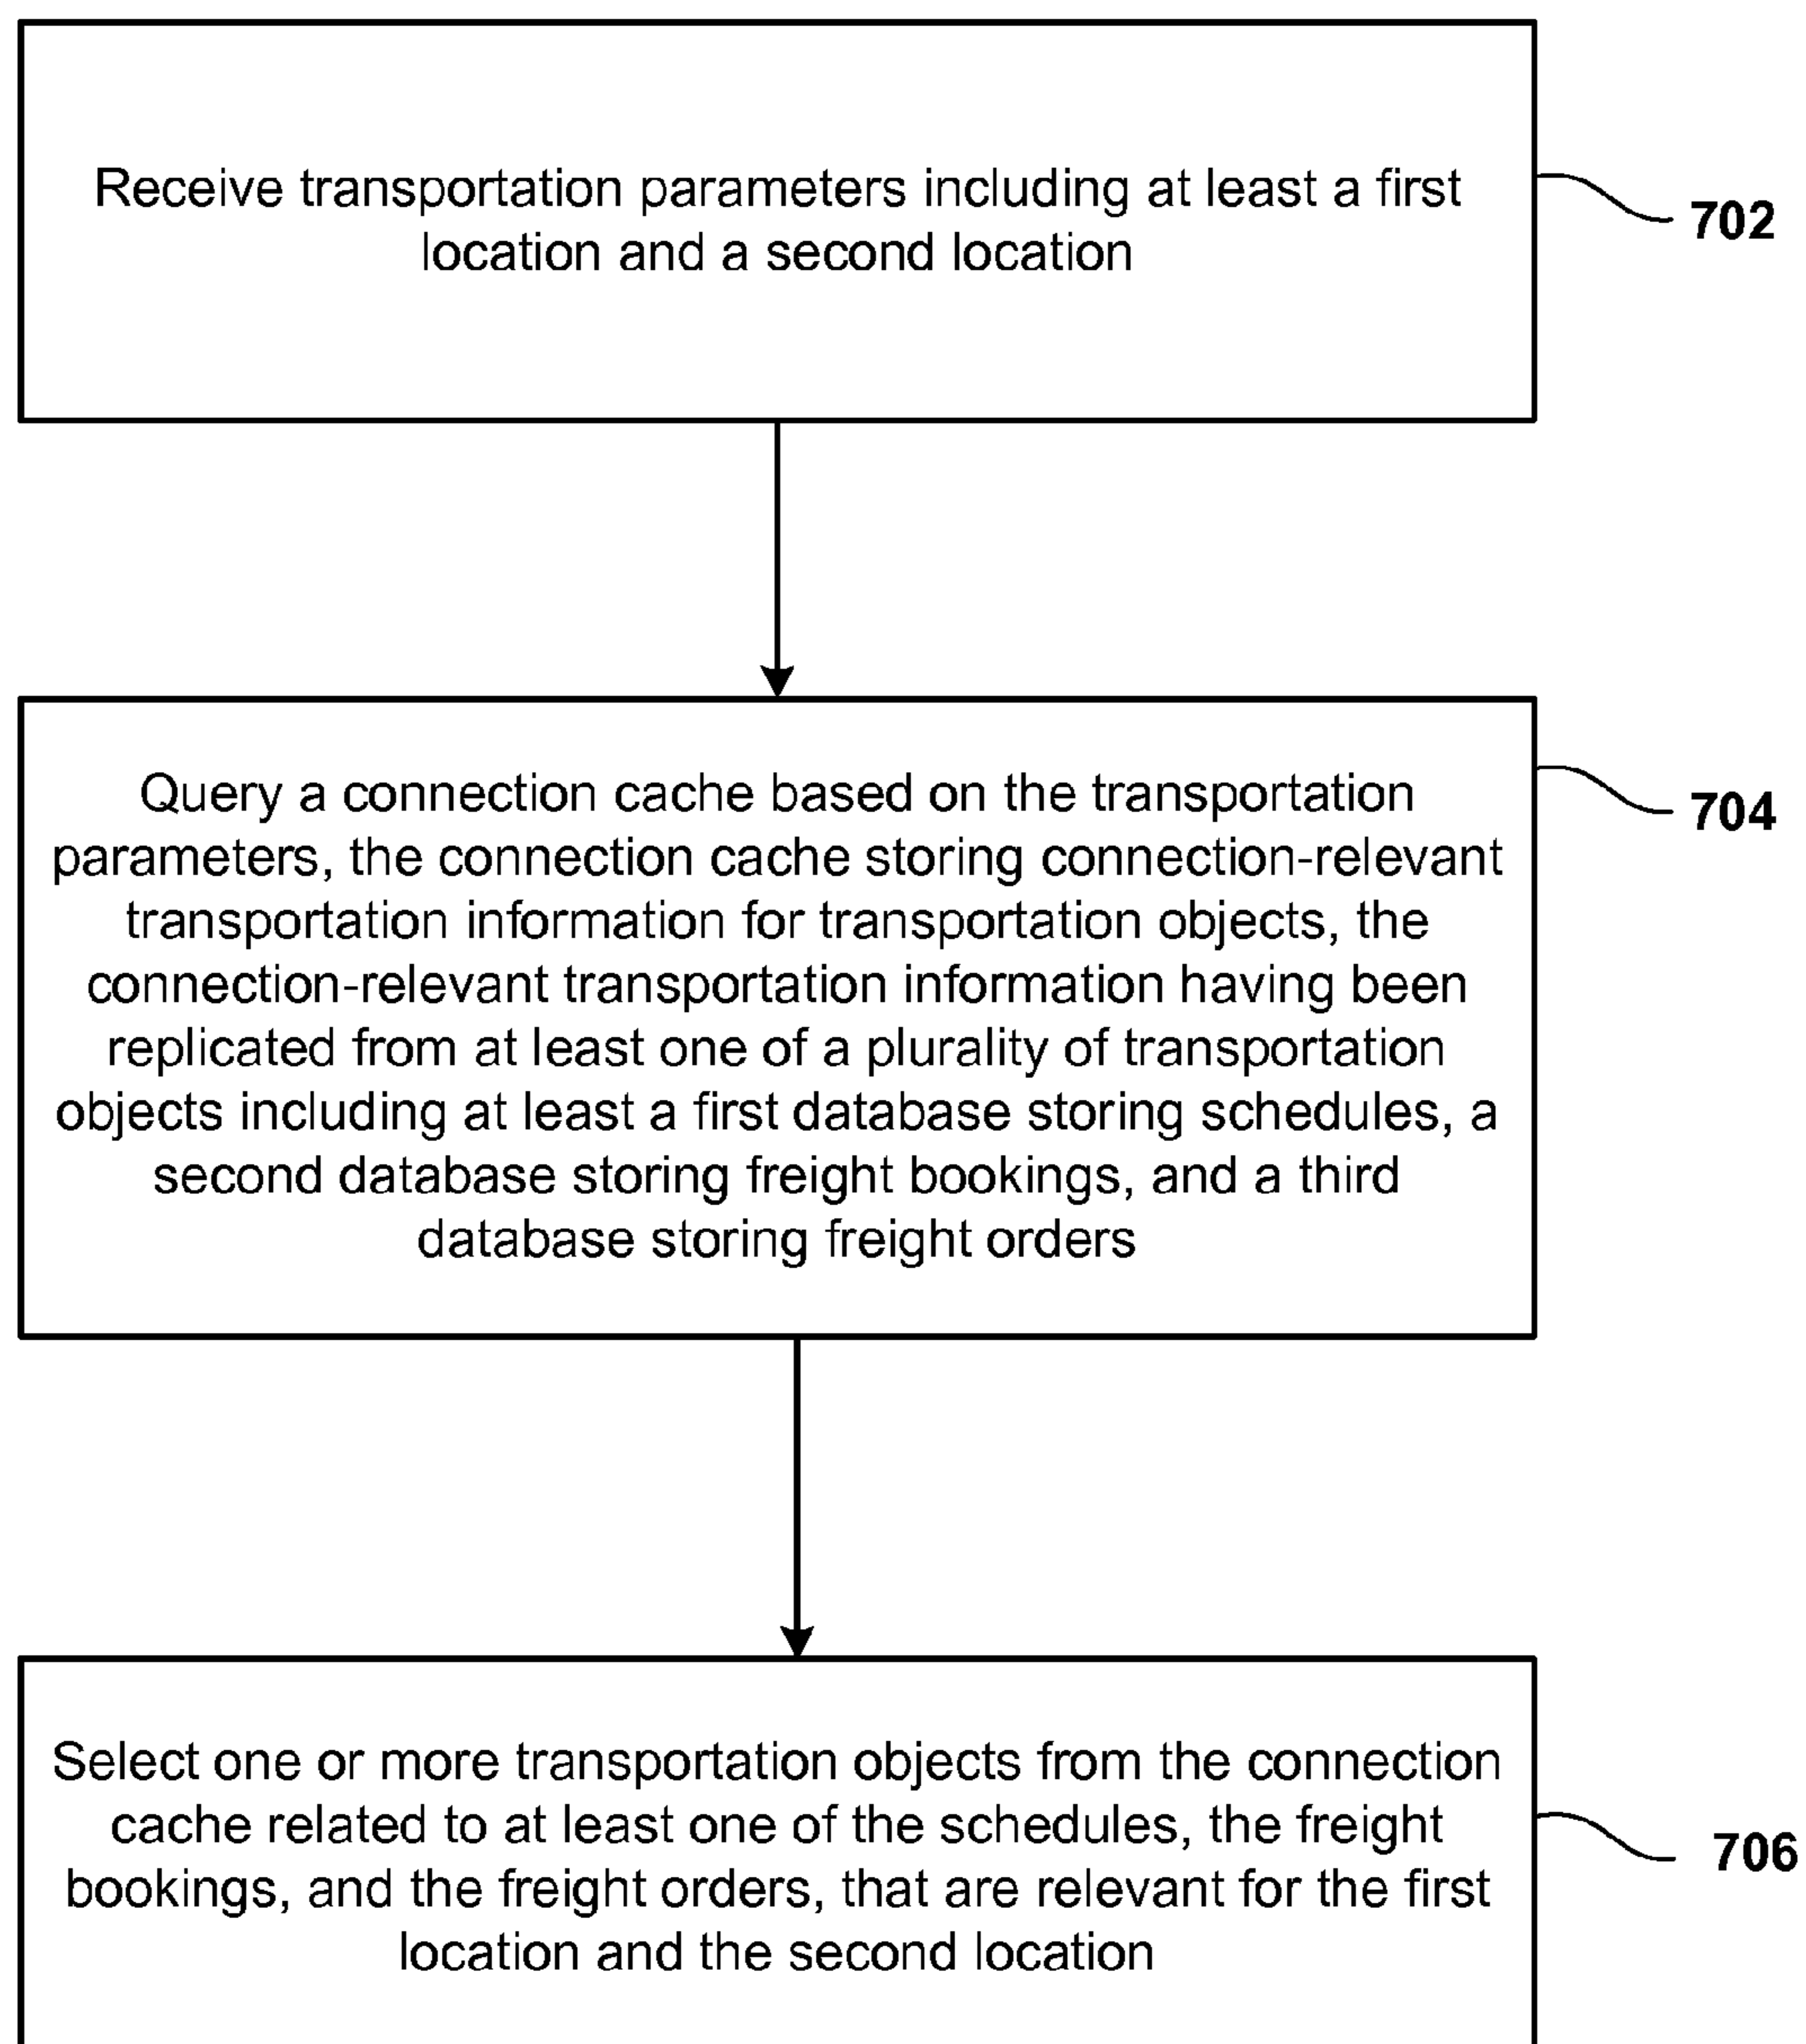 Receive transportation parameters including at least a first
location and a second location
702
Query a connection cache based on the transportation
parameters, the connection cache storing connection-relevant
transportation information for transportation objects, the
connection-relevant transportation information having been
replicated from at least one of a plurality of transportation
objects including at least a first database storing schedules, a
second database storing freight bookings, and a third
database storing freight orders
704
Select one or more transportation objects from the connection
cache related to at least one of the schedules, the freight
bookings, and the freight orders, that are relevant for the first
location and the second location
706